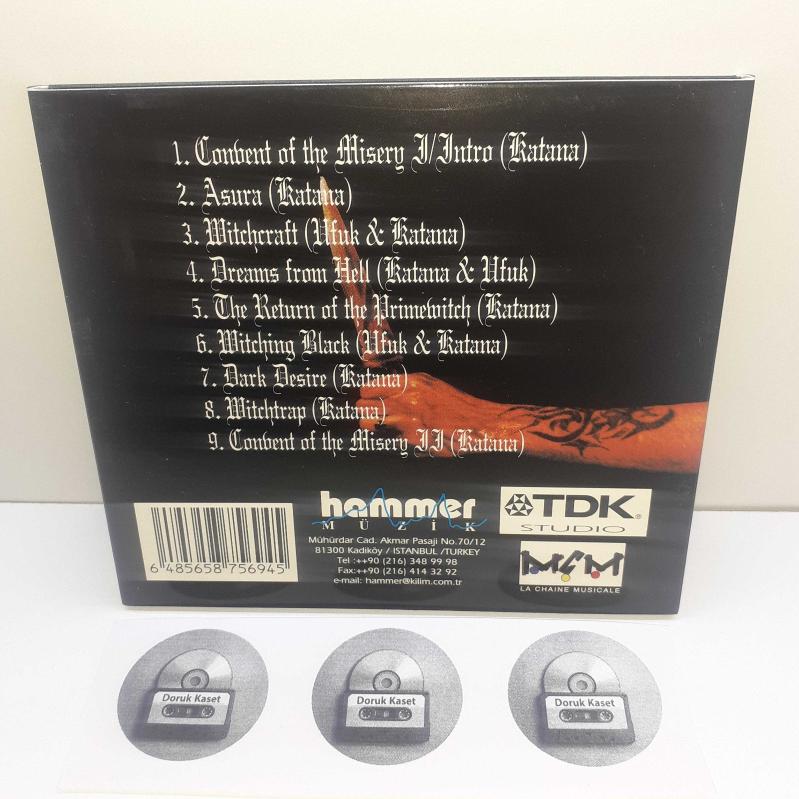 1. Convent of the Misery I/Intro (Katana)
2. Asura (Katana)
3. Witchcraft (Ufuk & Katana)
4. Dreams from Hell (Katana & Ufuk)
5. The Return of the Primewitch (Katana)
6. Witching Black (Ufuk & Katana)
7. Dark Desire (Katana)
8. Witchtrap (Katana)
9. Convent of the Misery II (Katana)
6 485658 756945
hammer
MÜZİK
Mühürdar Cad. Akmar Pasaji No.70/12
81300 Kadiköy / ISTANBUL /TURKEY
Tel :++90 (216) 348 99 98
Fax:++90 (216) 414 32 92
e-mail: hammer@kilim.com.tr
TDK®
STUDIO
MCM
LA CHAINE MUSICALE
Doruk Kaset
Doruk Kaset
Doruk Kaset